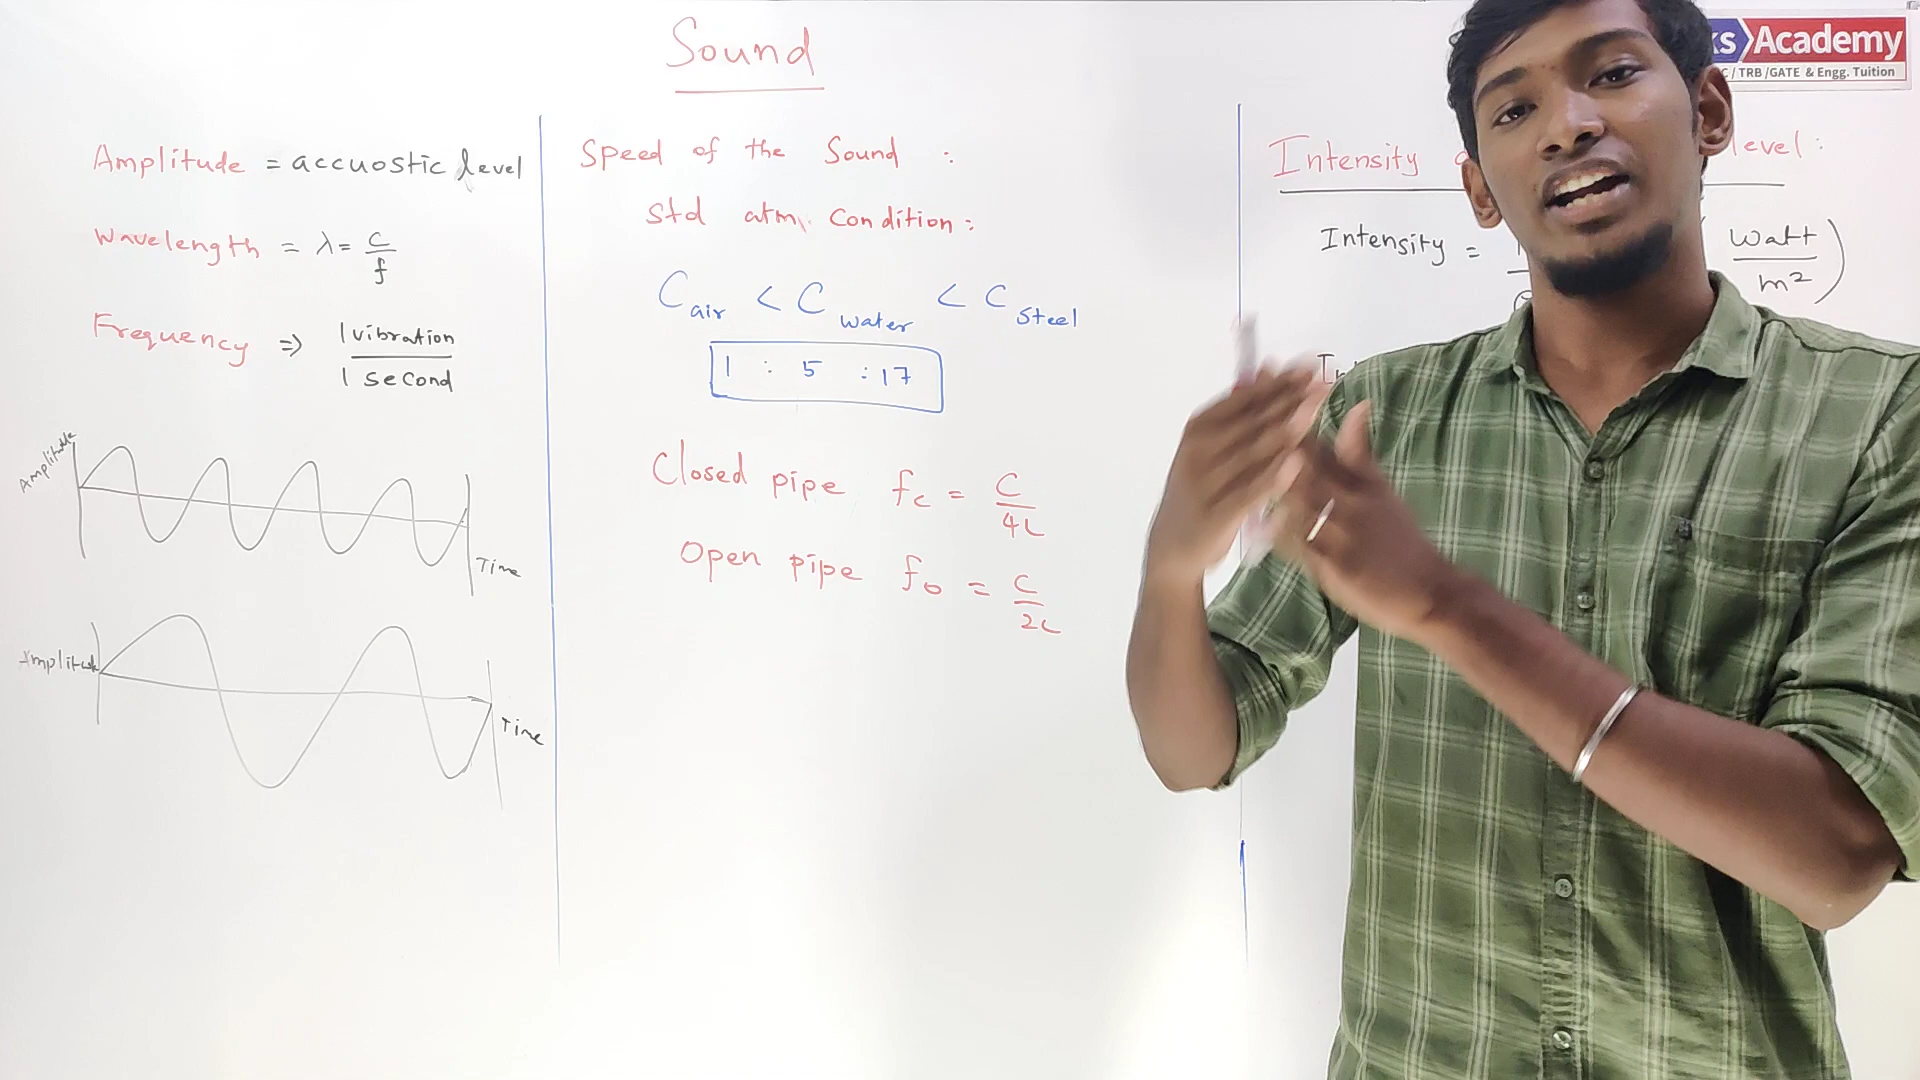 Sound
Amplitude = accuostic level
Wavelength = λ = c/f
Frequency ⇒ 1 vibration / 1 second
Amplitude
Time
Amplitude
Time
Speed of the Sound :
Std atm. Condition :
C air < C water < C steel
1 : 5 : 17
Closed pipe fc = C/4L
Open pipe fo = C/2L
Academy
/ TRB /GATE & Engg. Tuition
Intensity level :
Intensity = (watt/m²)